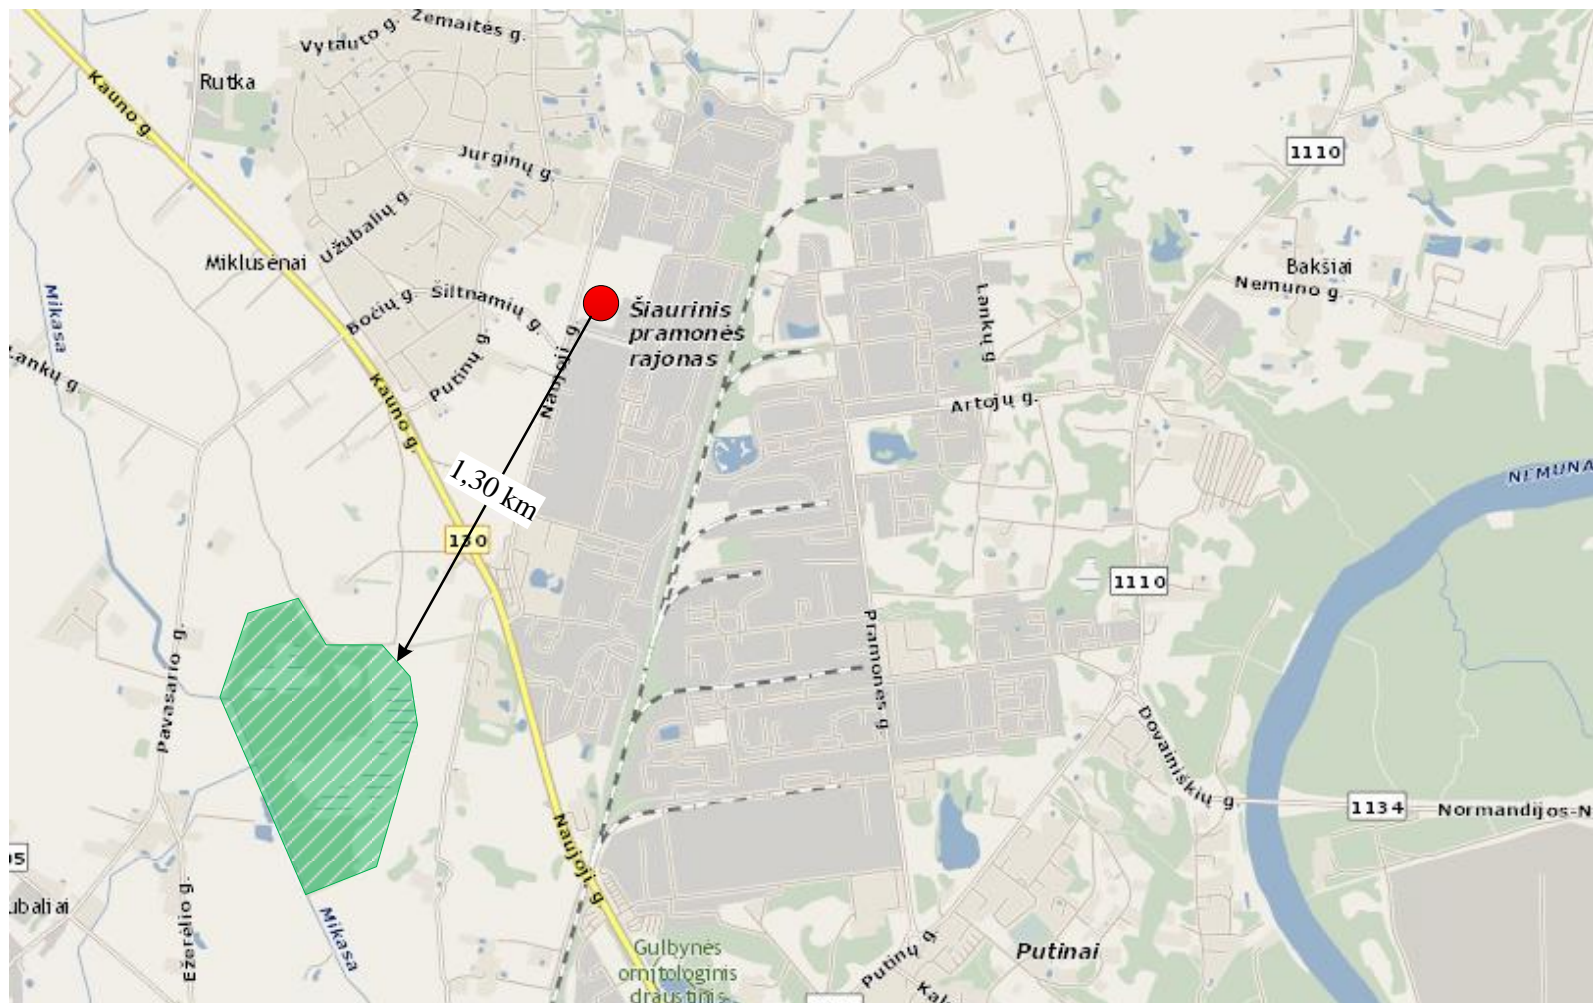 Žemaitės g.
Vytauto g.
Rutka
Kauno g.
Jurginų g.
1110
Užubalių g.
Miklusėnai
Bakšiai
Nemuno g.
Mikasa
Bočių g.
Šiltnamių g.
Šiaurinis
pramonės
rajonas
Lankų g.
Naujoji g.
Putinų g.
Lankų g.
Kauno g.
Artojų g.
1,30 km
NEMUNA
130
1110
Pramonės g.
Pavasario g.
Dovainiškių g.
1134
Normandijos-N
Naujoji g.
05
ubaliai
Ežerėlio g.
Mikasa
Gulbynės
ornitologinis
draustinis
Putinų g.
Putinai